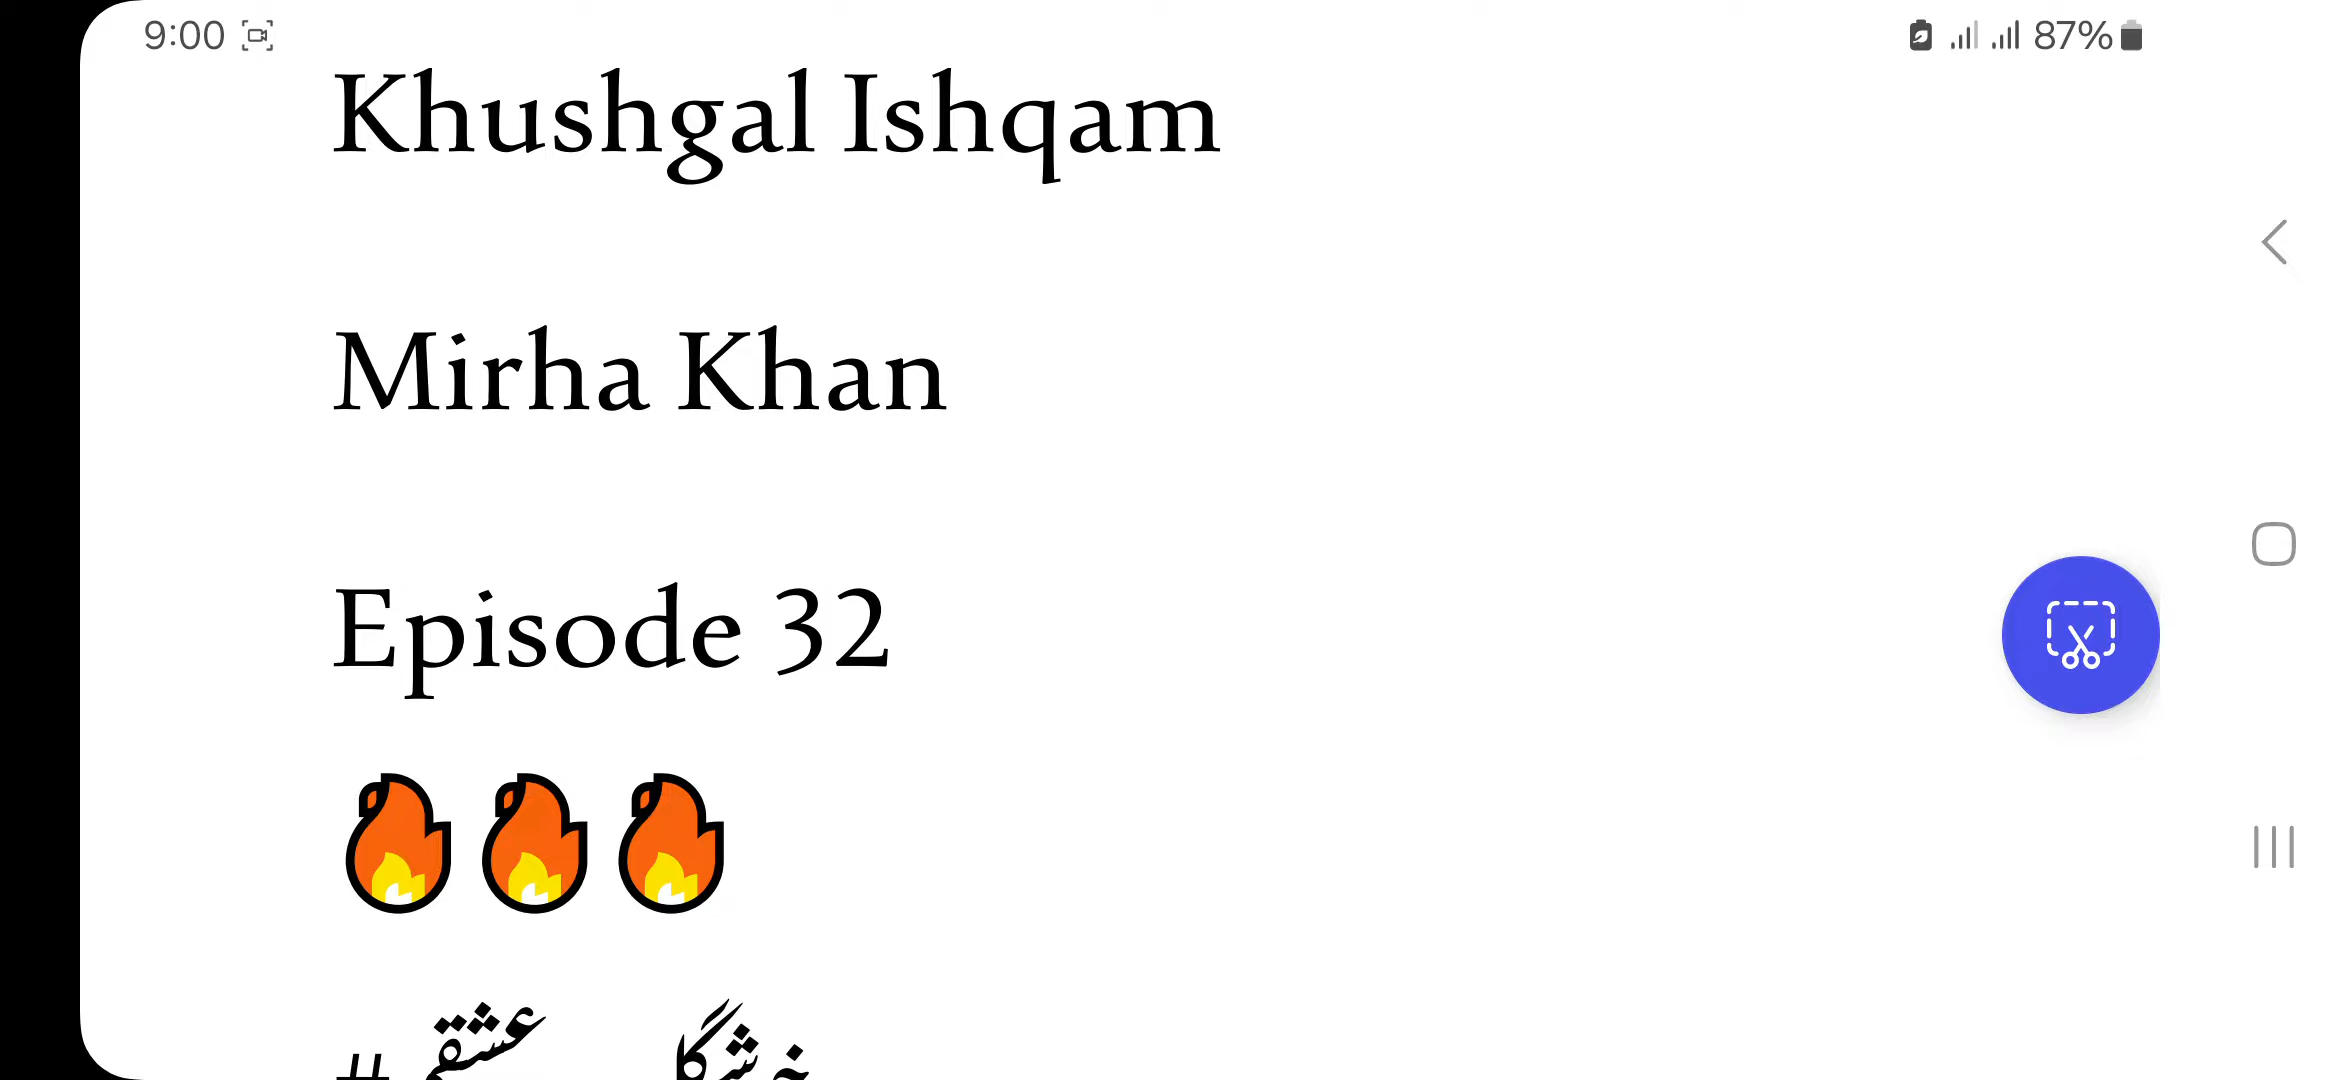 9:00
87%
Khushgal Ishqam
Mirha Khan
Episode 32
🔥🔥🔥
#